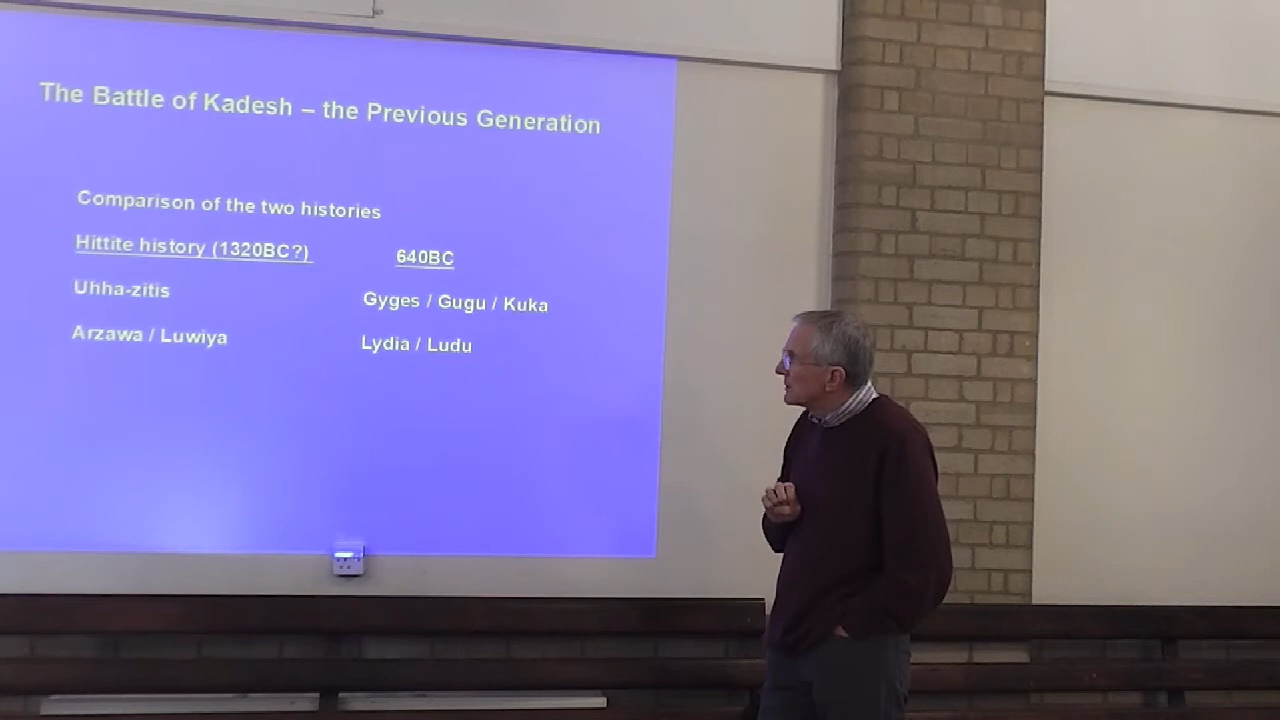 The Battle of Kadesh – the Previous Generation
Comparison of the two histories
Hittite history (1320BC?) 640BC
Uhha-zitis Gyges / Gugu / Kuka
Arzawa / Luwiya Lydia / Ludu